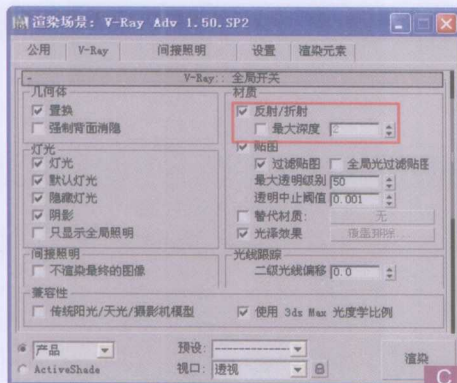 渲染场景: V-Ray Adv 1.50.SP2
公用 V-Ray 间接照明 设置 渲染元素
- V-Ray:: 全局开关
几何体
置换
强制背面消隐
灯光
灯光
默认灯光
隐藏灯光
阴影
只显示全局照明
材质
反射/折射
最大深度 2
贴图
过滤贴图 全局光过滤贴图
最大透明级别 50
透明中止阈值 0.001
替代材质: 无
光泽效果
间接照明
不渲染最终的图像
光线跟踪
二级光线偏移 0.0
兼容性
传统阳光/天光/摄影机模型 使用 3ds Max 光度学比例
产品 预设: --------------------
ActiveShade 视口: 透视
渲染
C